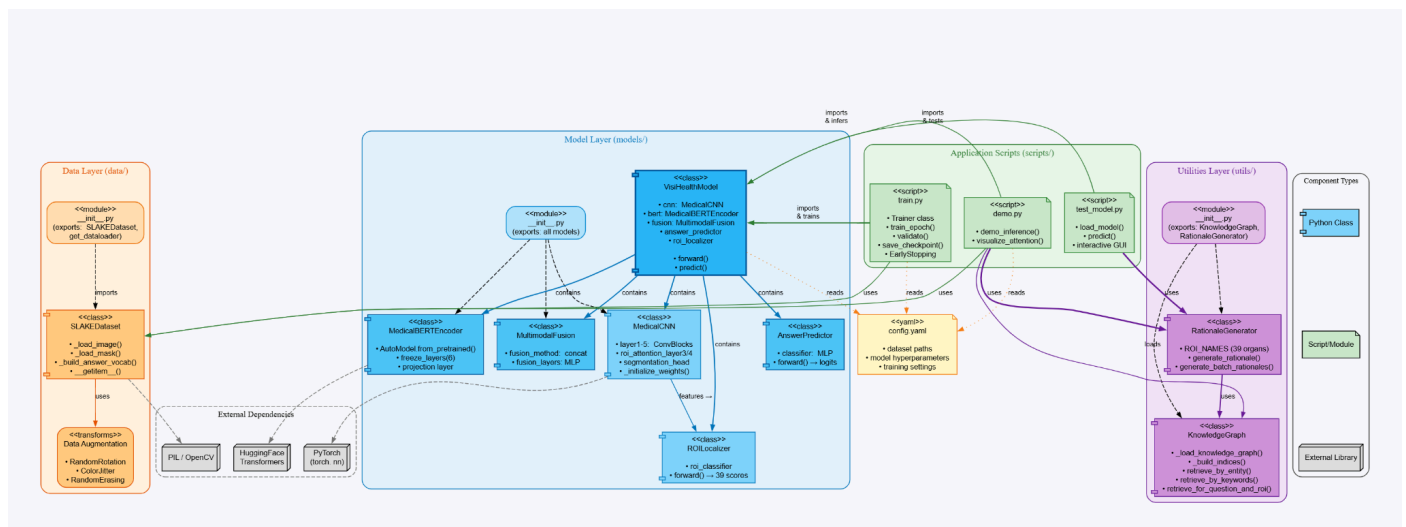 imports
& infers
imports
& tests
Model Layer (models/)
<<class>>
VisiHealthModel
• cnn: MedicalCNN
• bert: MedicalBERTEncoder
• fusion: MultimodalFusion
• answer_predictor
• roi_localizer
• forward()
• predict()
<<module>>
__init__.py
(exports: all models)
contains
contains
contains
contains
contains
<<class>>
MedicalBERTEncoder
• AutoModel.from_pretrained()
• freeze_layers(6)
• projection layer
<<class>>
MultimodalFusion
• fusion_method: concat
• fusion_layers: MLP
<<class>>
MedicalCNN
• layer1-5: ConvBlocks
• roi_attention_layer3/4
• segmentation_head
• _initialize_weights()
<<class>>
AnswerPredictor
• classifier: MLP
• forward() → logits
features →
<<class>>
ROILocalizer
• roi_classifier
• forward() → 39 scores
Data Layer (data/)
<<module>>
__init__.py
(exports: SLAKEDataset,
get_dataloader)
imports
<<class>>
SLAKEDataset
• _load_image()
• _load_mask()
• _build_answer_vocab()
• __getitem__()
uses
<<transforms>>
Data Augmentation
• RandomRotation
• ColorJitter
• RandomErasing
External Dependencies
PIL / OpenCV
HuggingFace
Transformers
PyTorch
(torch_nn)
Application Scripts (scripts/)
<<script>>
train.py
• Trainer class
• train_epoch()
• validate()
• save_checkpoint()
• EarlyStopping
<<script>>
demo.py
• demo_inference()
• visualize_attention()
<<script>>
test_model.py
• load_model()
• predict()
• interactive GUI
imports
& trains
reads
uses
reads
uses
uses
reads
uses
<<yaml>>
config.yaml
• dataset paths
• model hyperparameters
• training settings
Utilities Layer (utils/)
<<module>>
__init__.py
(exports: KnowledgeGraph,
RationaleGenerator)
<<class>>
RationaleGenerator
• ROI_NAMES (39 organs)
• generate_rationale()
• generate_batch_rationales()
loads
uses
<<class>>
KnowledgeGraph
• _load_knowledge_graph()
• _build_indices()
• retrieve_by_entity()
• retrieve_by_keywords()
• retrieve_for_question_and_roi()
Component Types
Python Class
Script/Module
External Library